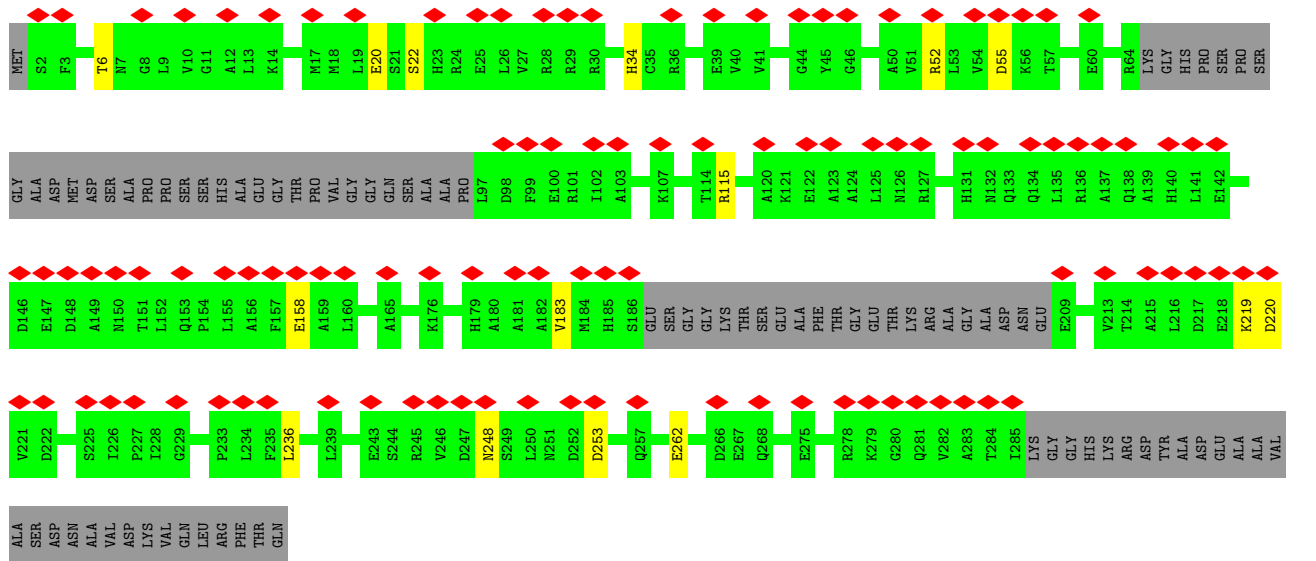 MET S2 F3 T6 N7 G8 L9 V10 G11 A12 L13 K14 M17 M18 L19 E20 S21 S22 H23 R24 E25 L26 V27 R28 R29 R30 H34 C35 R36 E39 V40 V41 G44 Y45 G46 A50 V51 R52 L53 V54 D55 K56 T57 E60 R64 LYS GLY HIS PRO SER PRO SER
GLY ALA ASP MET ASP SER ALA PRO PRO SER SER HIS ALA GLU GLY THR PRO VAL GLY GLY GLN SER ALA ALA PRO L97 D98 F99 E100 R101 I102 A103 K107 T114 R115 A120 K121 E122 A123 A124 L125 N126 R127 H131 N132 Q133 Q134 L135 R136 A137 Q138 A139 H140 L141 E142
D146 E147 D148 A149 N150 T151 L152 Q153 P154 L155 A156 F157 E158 A159 L160 A165 K176 H179 A180 A181 A182 V183 M184 H185 S186 GLU SER GLY GLY LYS THR SER GLU ALA PHE THR GLY GLU THR LYS ARG ALA GLY ALA ASP ASN GLU E209 V213 T214 A215 L216 D217 E218 K219 D220
V221 D222 S225 I226 P227 I228 G229 P233 L234 F235 L236 L239 E243 S244 R245 V246 D247 N248 S249 L250 N251 D252 D253 Q257 E262 D266 E267 Q268 E275 R278 K279 G280 Q281 V282 A283 T284 I285 LYS GLY GLY HIS LYS ARG ASP TYR ALA ASP GLU ALA ALA VAL
ALA SER ASP ASN ALA VAL ASP LYS VAL GLN LEU ARG PHE THR GLN